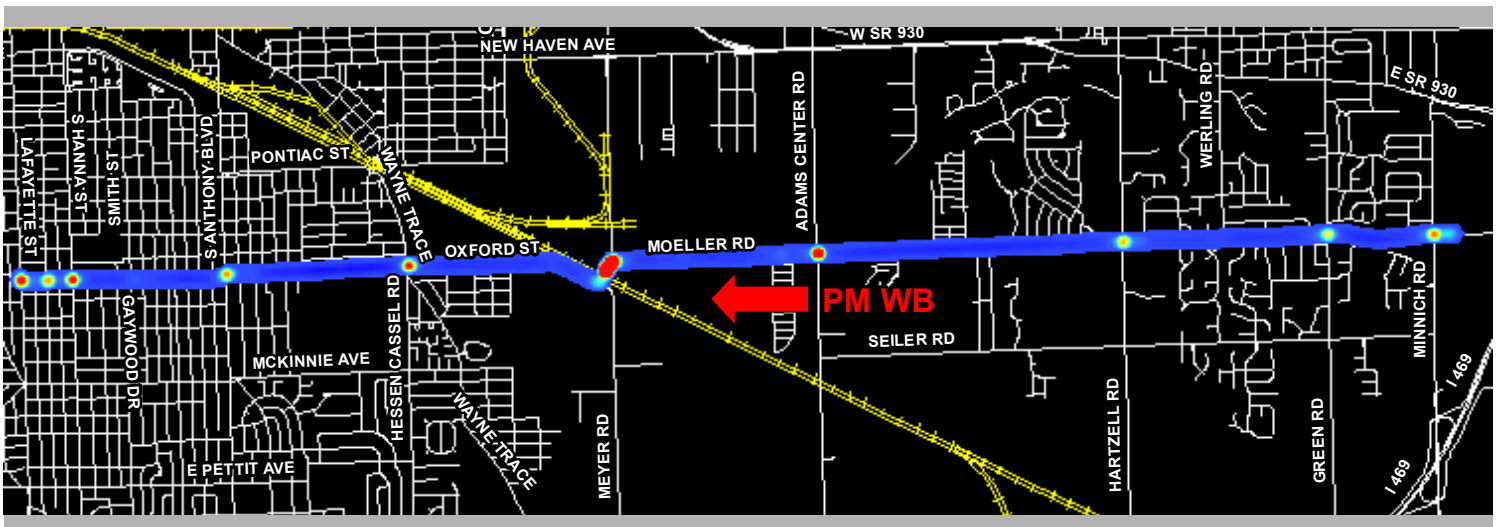 W SR 930
NEW HAVEN AVE
E SR 930
WERLING RD
ADAMS CENTER RD
S HANNA ST
SMITH ST
S ANTHONY BLVD
LAFAYETTE ST
PONTIAC ST
WAYNE TRACE
OXFORD ST
MOELLER RD
PM WB
HESSEN CASSEL RD
GAYWOOD DR
SEILER RD
MINNICH RD
MCKINNIE AVE
I 469
WAYNE TRACE
MEYER RD
HARTZELL RD
GREEN RD
E PETTIT AVE
I 469